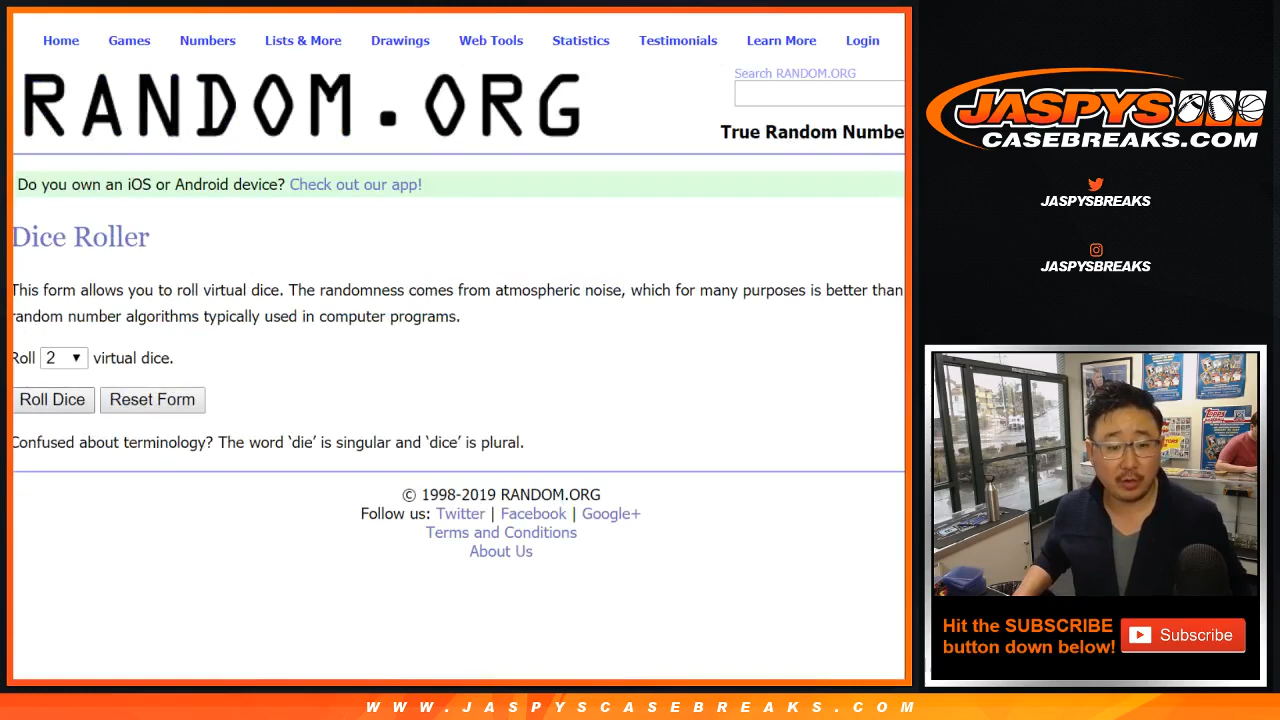 Home Games Numbers Lists & More Drawings Web Tools Statistics Testimonials Learn More Login
RANDOM.ORG
Search RANDOM.ORG
True Random Numbe
Do you own an iOS or Android device? Check out our app!
Dice Roller
This form allows you to roll virtual dice. The randomness comes from atmospheric noise, which for many purposes is better than
random number algorithms typically used in computer programs.
Roll 2 virtual dice.
Roll Dice Reset Form
Confused about terminology? The word ‘die’ is singular and ‘dice’ is plural.
© 1998-2019 RANDOM.ORG
Follow us: Twitter | Facebook | Google+
Terms and Conditions
About Us
JASPYS
CASEBREAKS.COM
JASPYSBREAKS
JASPYSBREAKS
Topps
Hit the SUBSCRIBE
button down below!
Subscribe
WWW.JASPYSCASEBREAKS.COM